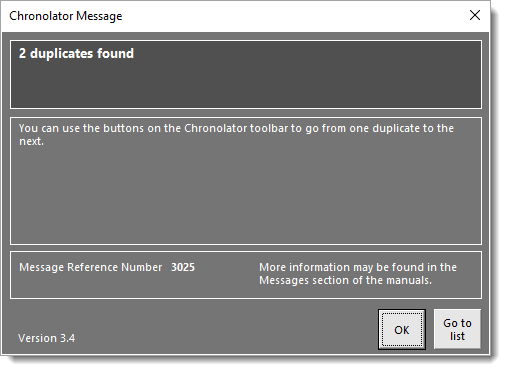 Chronolator Message
2 duplicates found
You can use the buttons on the Chronolator toolbar to go from one duplicate to the
next.
Message Reference Number 3025
More information may be found in the
Messages section of the manuals.
Version 3.4
OK
Go to
list